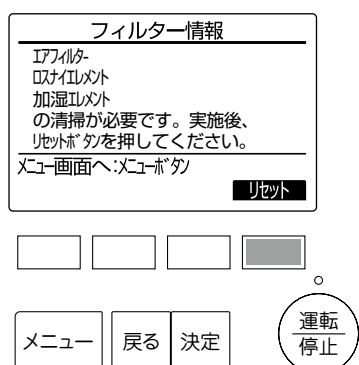 フィルター情報
エアフィルター
ロスナイエレメント
加湿エレメント
の清掃が必要です。実施後、
リセットボタンを押してください。
メニュー画面へ:メニューボタン
リセット
メニュー
戻る
決定
運転
停止